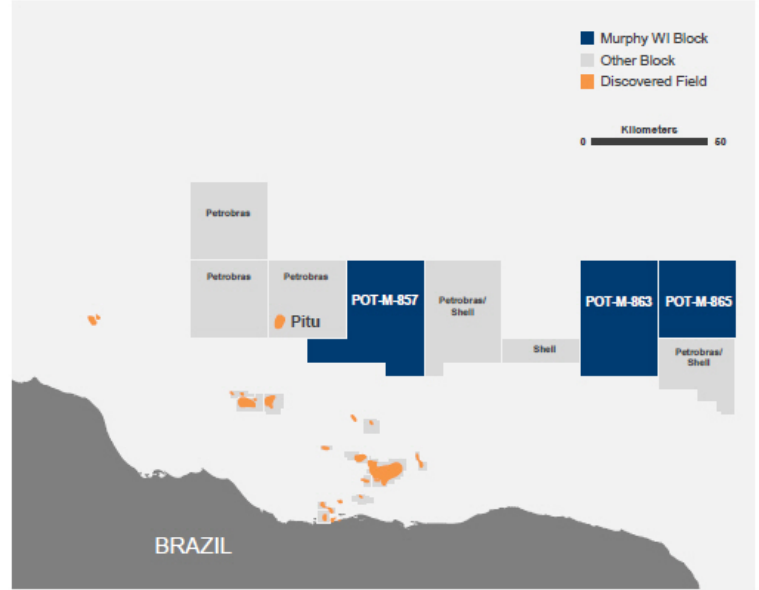 Murphy WI Block
Other Block
Discovered Field
Kilometers
0 60
Petrobras
Petrobras
Petrobras
POT-M-857
Petrobras/
Shell
POT-M-863
POT-M-865
Pitu
Shell
Petrobras/
Shell
BRAZIL